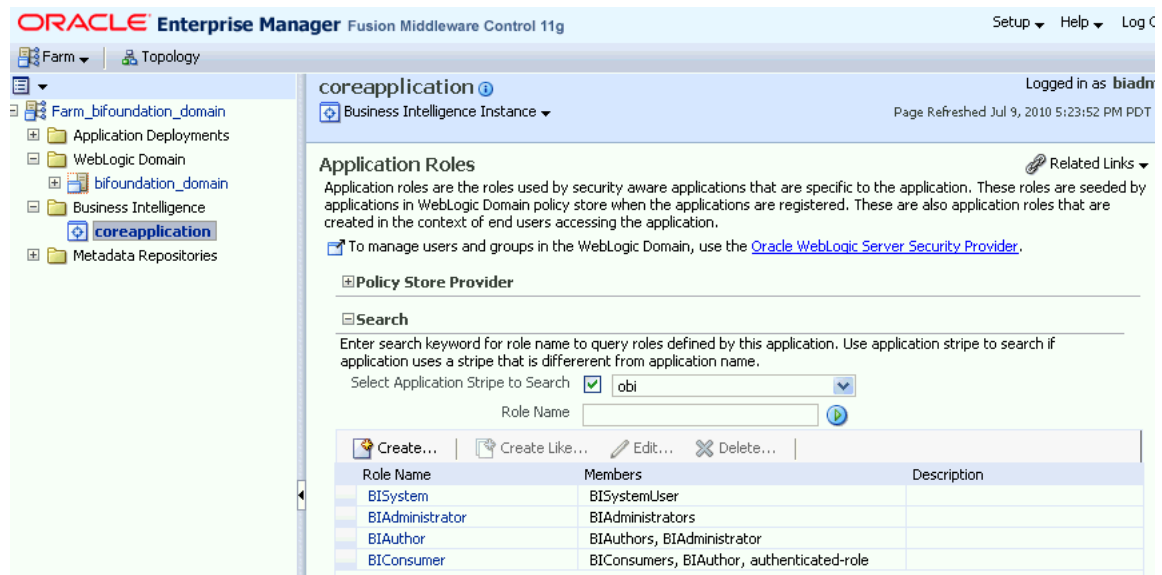 ORACLE Enterprise Manager Fusion Middleware Control 11g
Setup Help Log
Farm Topology
Farm_bifoundation_domain
Application Deployments
WebLogic Domain
bifoundation_domain
Business Intelligence
coreapplication
Metadata Repositories
coreapplication
Logged in as
Business Intelligence Instance
Page Refreshed Jul 9, 2010 5:23:52 PM PDT
Application Roles
Related Links
Application roles are the roles used by security aware applications that are specific to the application. These roles are seeded by
applications in WebLogic Domain policy store when the applications are registered. These are also application roles that are
created in the context of end users accessing the application.
To manage users and groups in the WebLogic Domain, use the Oracle WebLogic Server Security Provider.
Policy Store Provider
Search
Enter search keyword for role name to query roles defined by this application. Use application stripe to search if
application uses a stripe that is differerent from application name.
Select Application Stripe to Search obi
Role Name
Create... Create Like... Edit... Delete...
Role Name Members Description
BISystem BISystemUser
BIAdministrator BIAdministrators
BIAuthor BIAuthors, BIAdministrator
BIConsumer BIConsumers, BIAuthor, authenticated-role